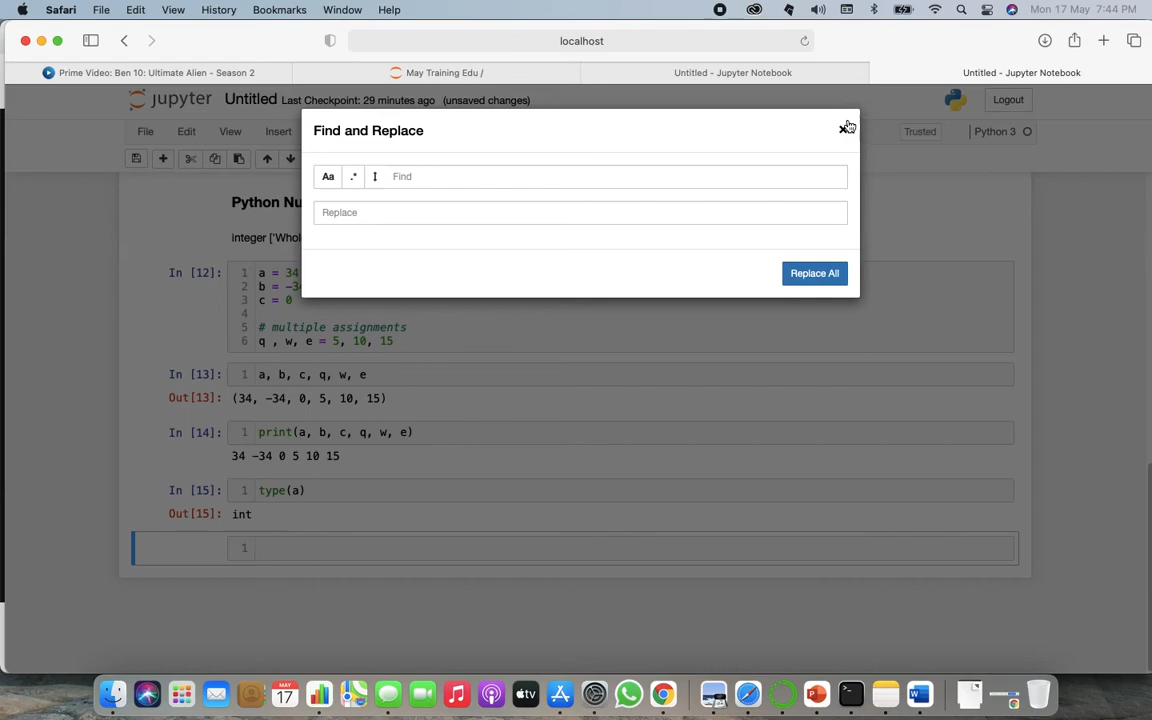 Safari File Edit View History Bookmarks Window Help Mon 17 May 7:44 PM
localhost
Prime Video: Ben 10: Ultimate Alien - Season 2 May Training Edu / Untitled - Jupyter Notebook Untitled - Jupyter Notebook
jupyter Untitled Last Checkpoint: 29 minutes ago (unsaved changes) Logout
File Edit View Insert Trusted Python 3
Find and Replace
Aa .* Find
Replace
Replace All
Python Nu
integer ['Whol
In [12]: 1 a = 34
2 b = -34
3 c = 0
4
5 # multiple assignments
6 q , w, e = 5, 10, 15
In [13]: 1 a, b, c, q, w, e
Out[13]: (34, -34, 0, 5, 10, 15)
In [14]: 1 print(a, b, c, q, w, e)
34 -34 0 5 10 15
In [15]: 1 type(a)
Out[15]: int
1
MAY
17
tv